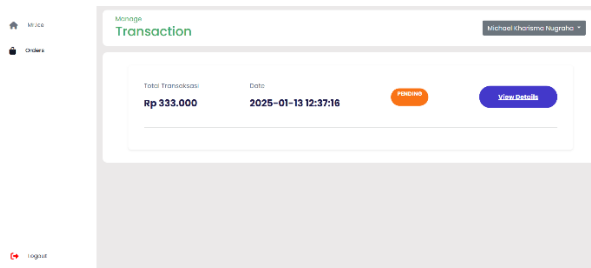 Manage
Transaction
Michael Kharisma Nugraha
Orders
Total Transaksasi
Date
Rp 333.000
2025-01-13 12:37:16
PENDING
View Details
Logout